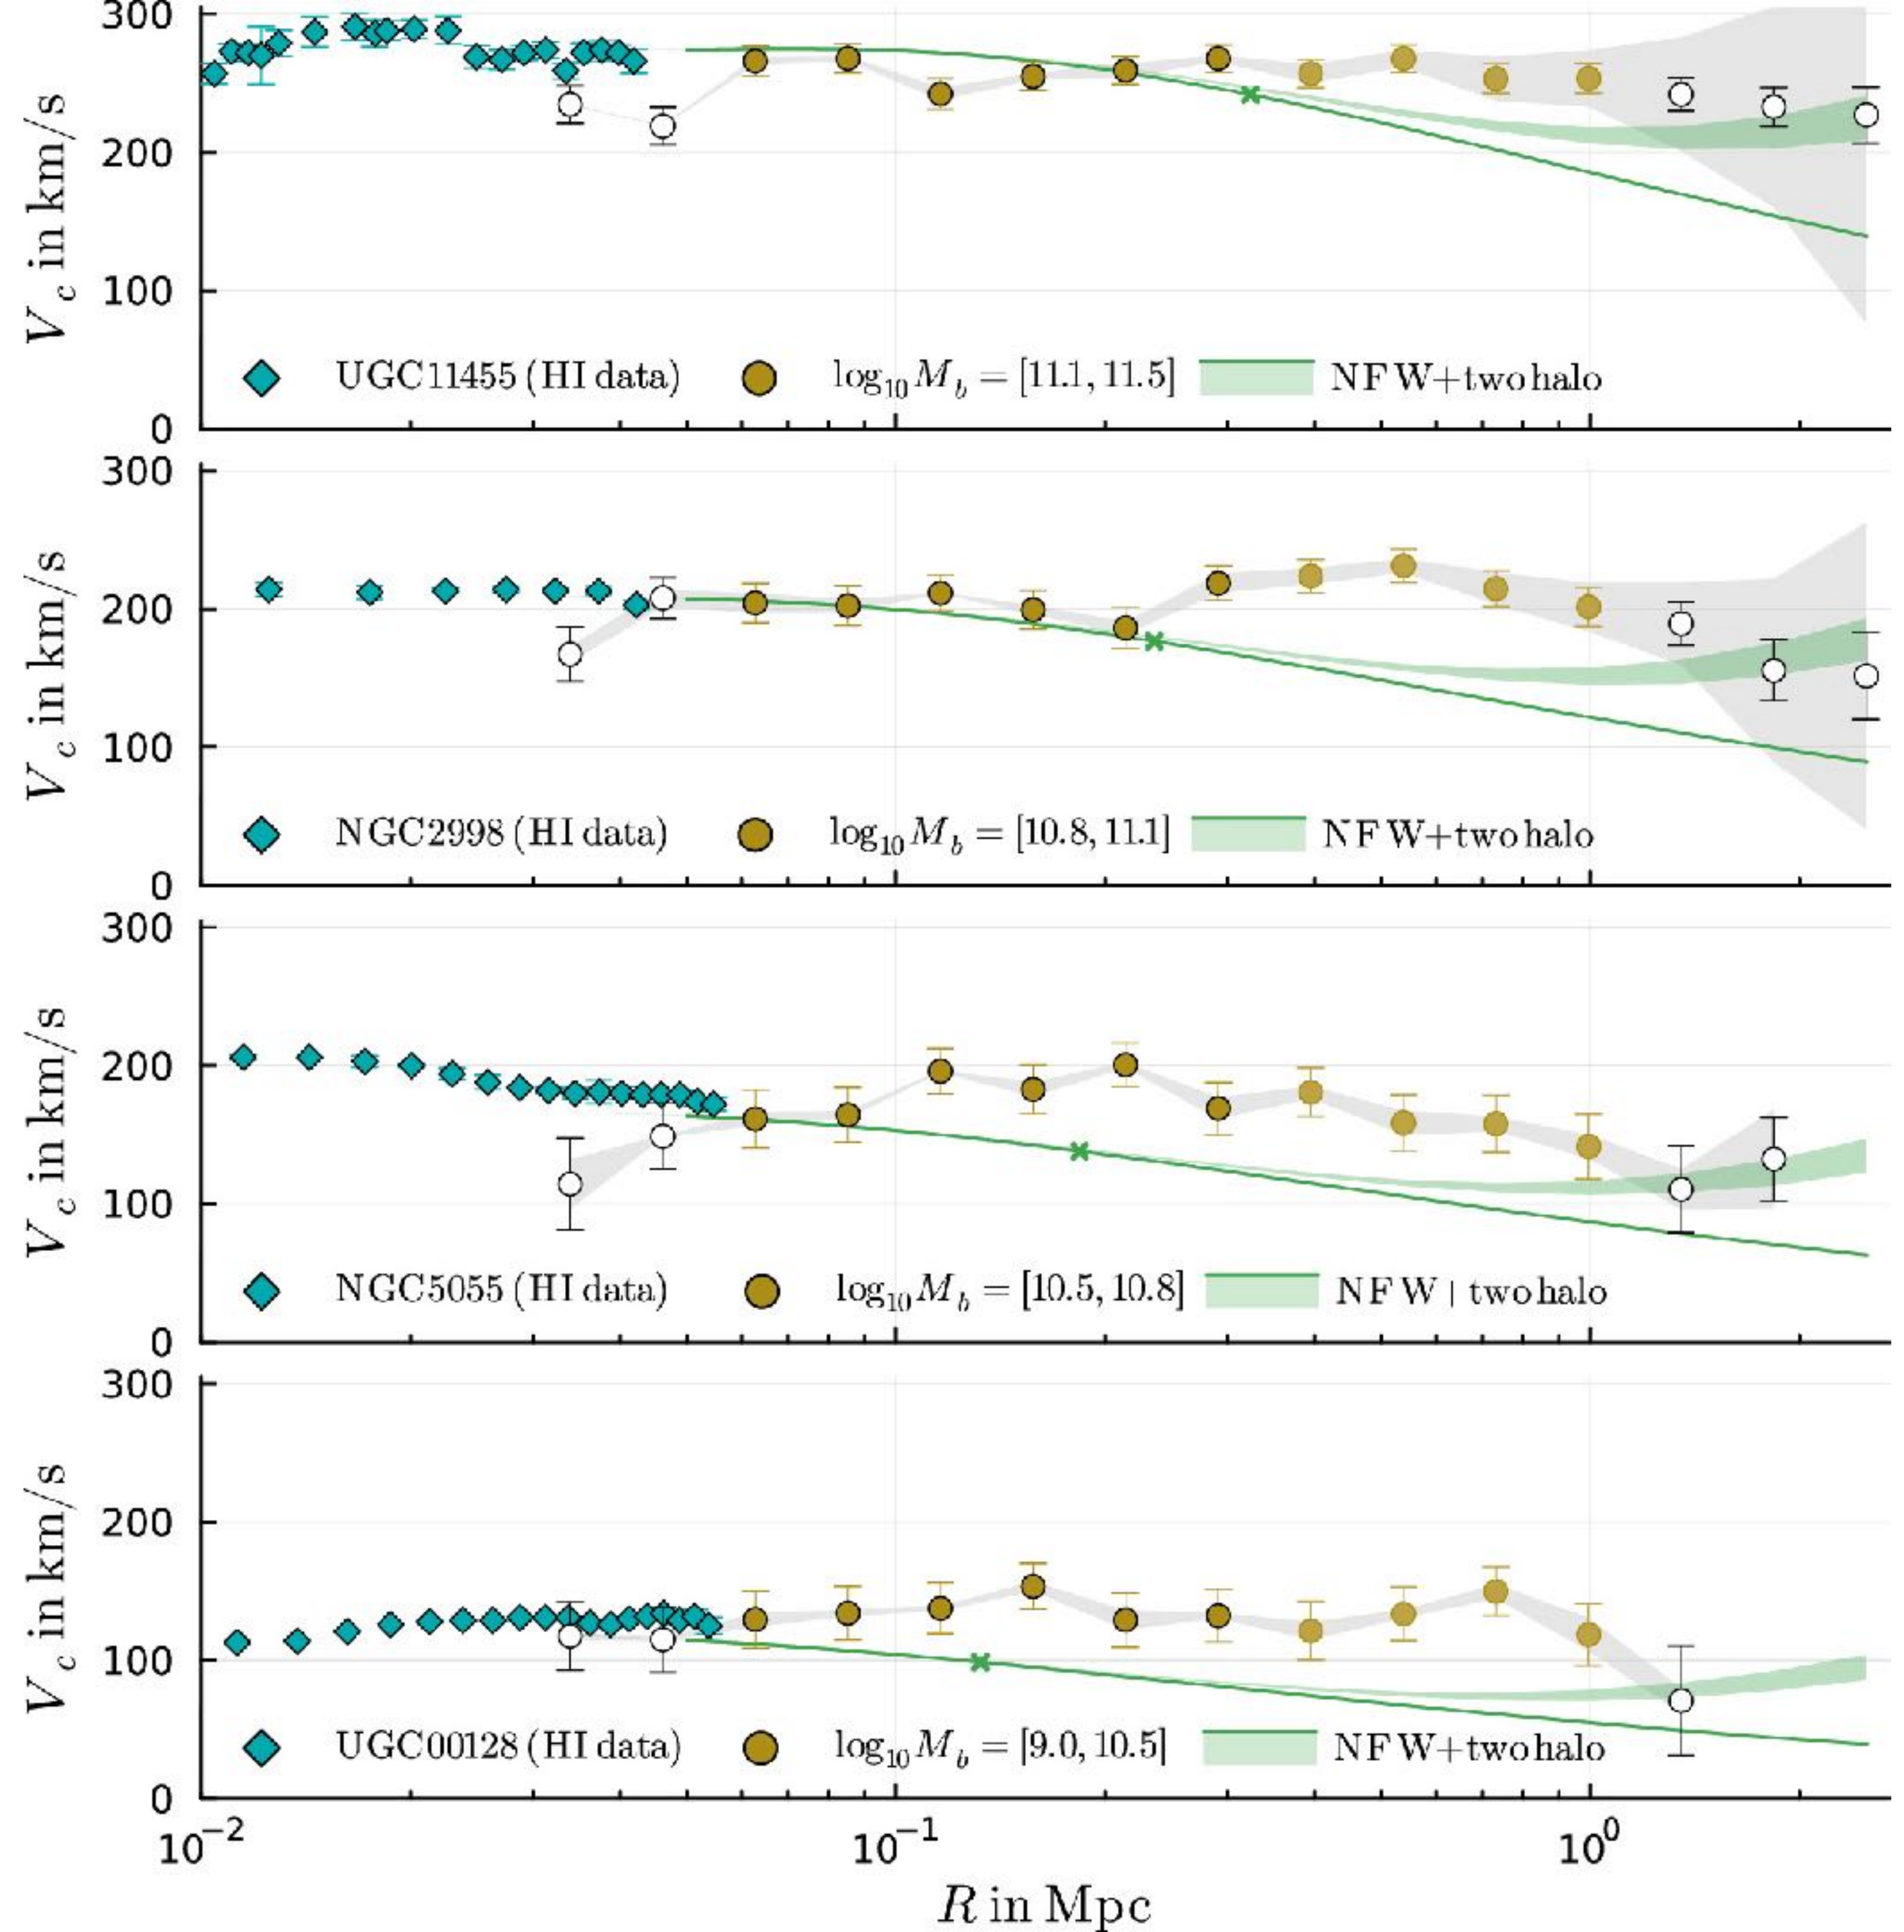 300
200
100
0
V_c in km/s
UGC11455 (HI data) log₁₀ M_b = [11.1, 11.5] NFW+two halo
300
200
100
0
V_c in km/s
NGC2998 (HI data) log₁₀ M_b = [10.8, 11.1] NFW+two halo
300
200
100
0
V_c in km/s
NGC5055 (HI data) log₁₀ M_b = [10.5, 10.8] NFW+two halo
300
200
100
0
V_c in km/s
UGC00128 (HI data) log₁₀ M_b = [9.0, 10.5] NFW+two halo
10⁻² 10⁻¹ 10⁰
R in Mpc